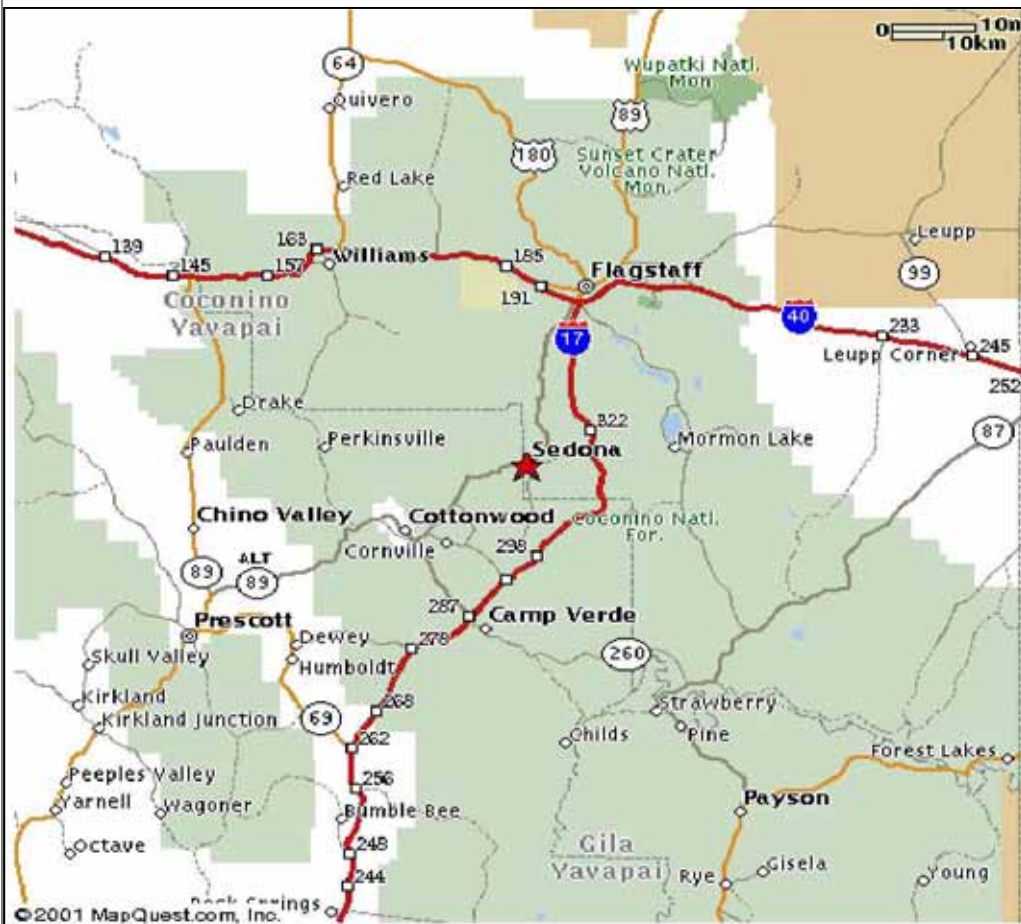 0 10m
10km
Wupatki Natl.
Mon.
64
Quivero
89
180
Sunset Crater
Volcano Natl.
Mon.
Red Lake
Leupp
139
163
Williams
185
99
145
157
Flagstaff
191
Coconino
Yavapai
40
17
233
245
Leupp Corner
252
Drake
322
87
Paulden
Perkinsville
Sedona
Mormon Lake
Chino Valley
Cottonwood
Coconino Natl.
For.
Cornville
298
ALT
89
89
287
Camp Verde
Prescott
Dewey
278
260
Skull Valley
Humboldt
Kirkland
268
Strawberry
Kirkland Junction
69
Pine
262
Childs
Forest Lakes
Peeples Valley
256
Yarnell
Wagoner
Bumble Bee
Payson
Octave
248
Gila
Yavapai
Gisela
244
Rye
Young
Springs
©2001 MapQuest.com, Inc.